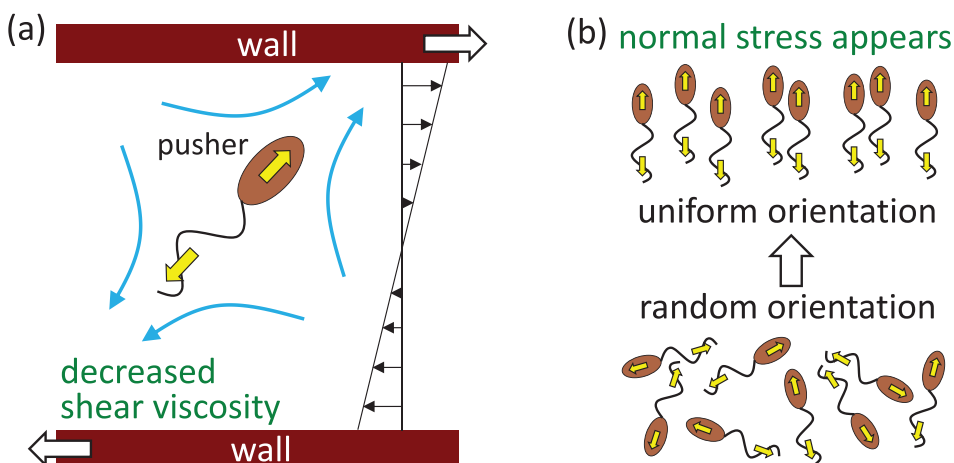 (a)
wall
pusher
decreased
shear viscosity
wall
(b)
normal stress appears
uniform orientation
random orientation